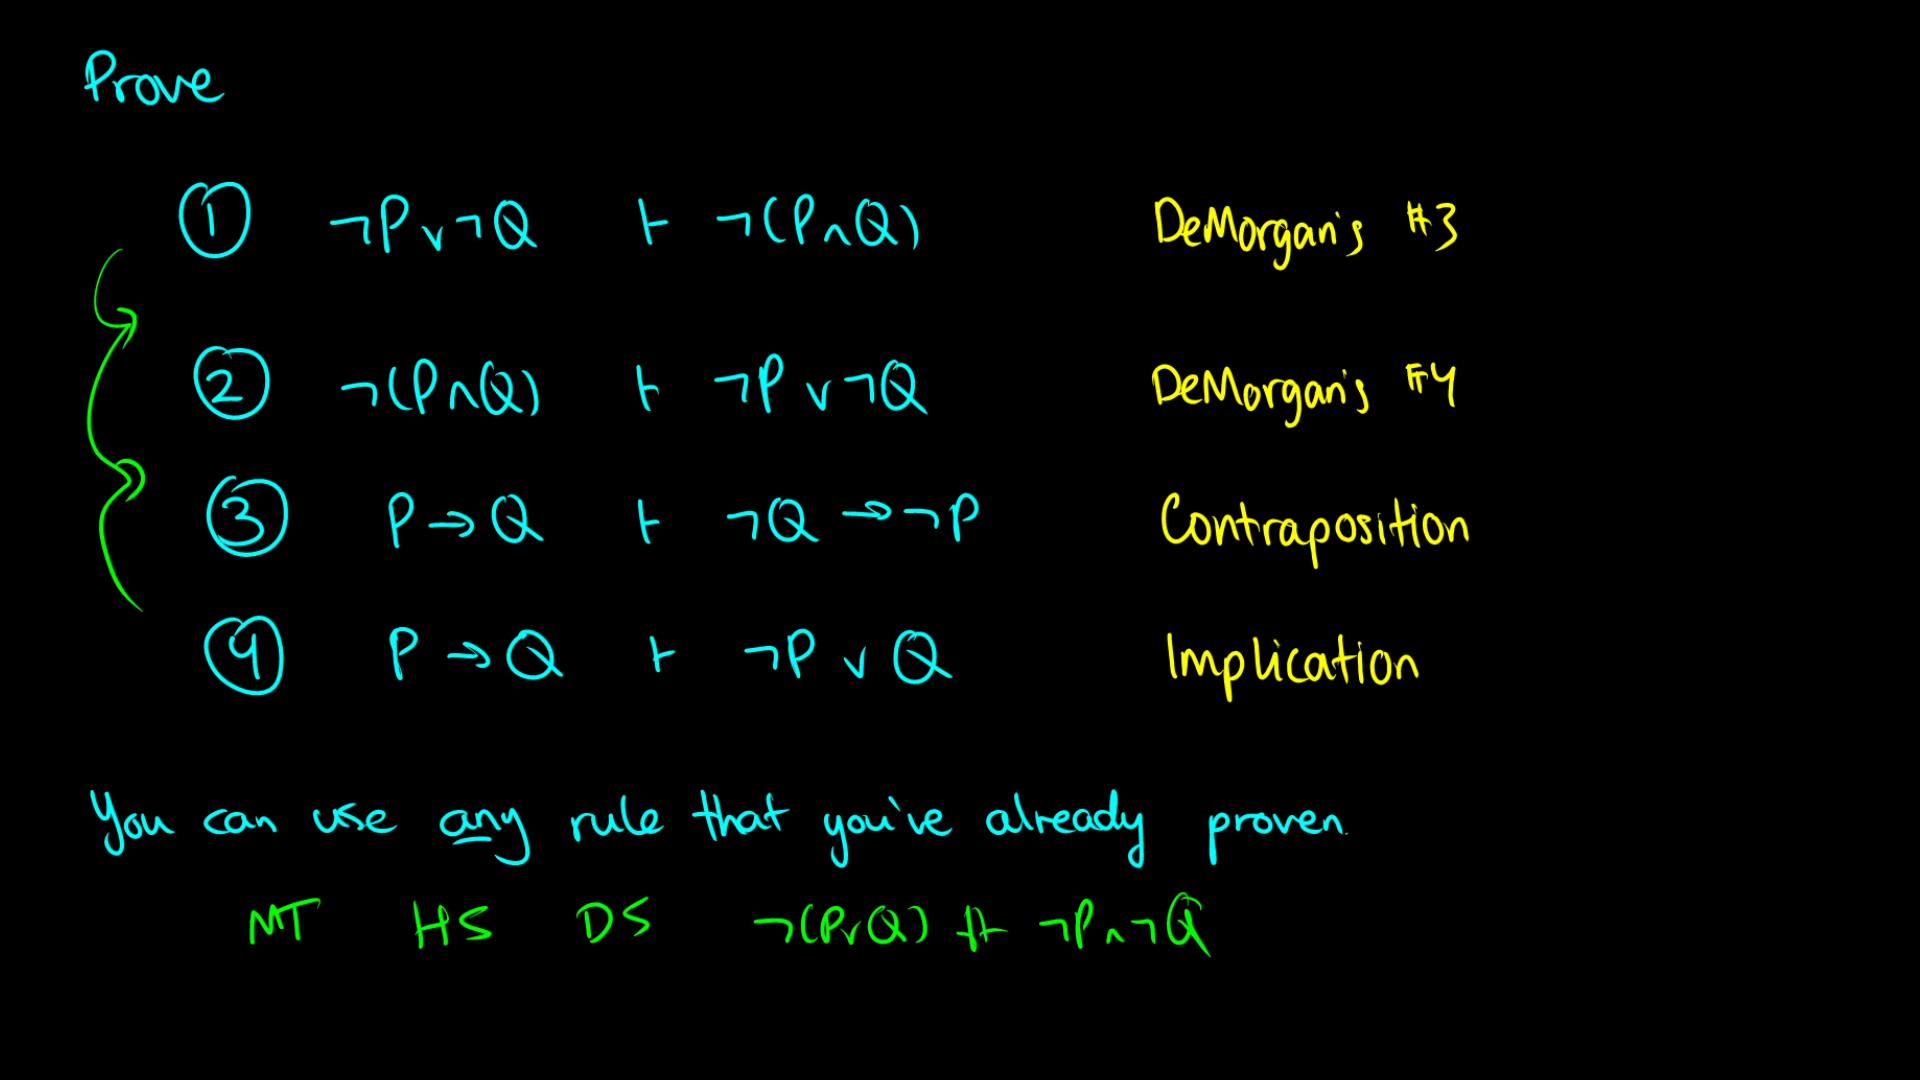 Prove
① ¬P∨¬Q ⊢ ¬(P∧Q) DeMorgan's #3
② ¬(P∧Q) ⊢ ¬P∨¬Q DeMorgan's #4
③ P→Q ⊢ ¬Q→¬P Contraposition
④ P→Q ⊢ ¬P∨Q Implication
You can use any rule that you've already proven.
MT HS DS ¬(P∨Q) ⊣⊢ ¬P∧¬Q